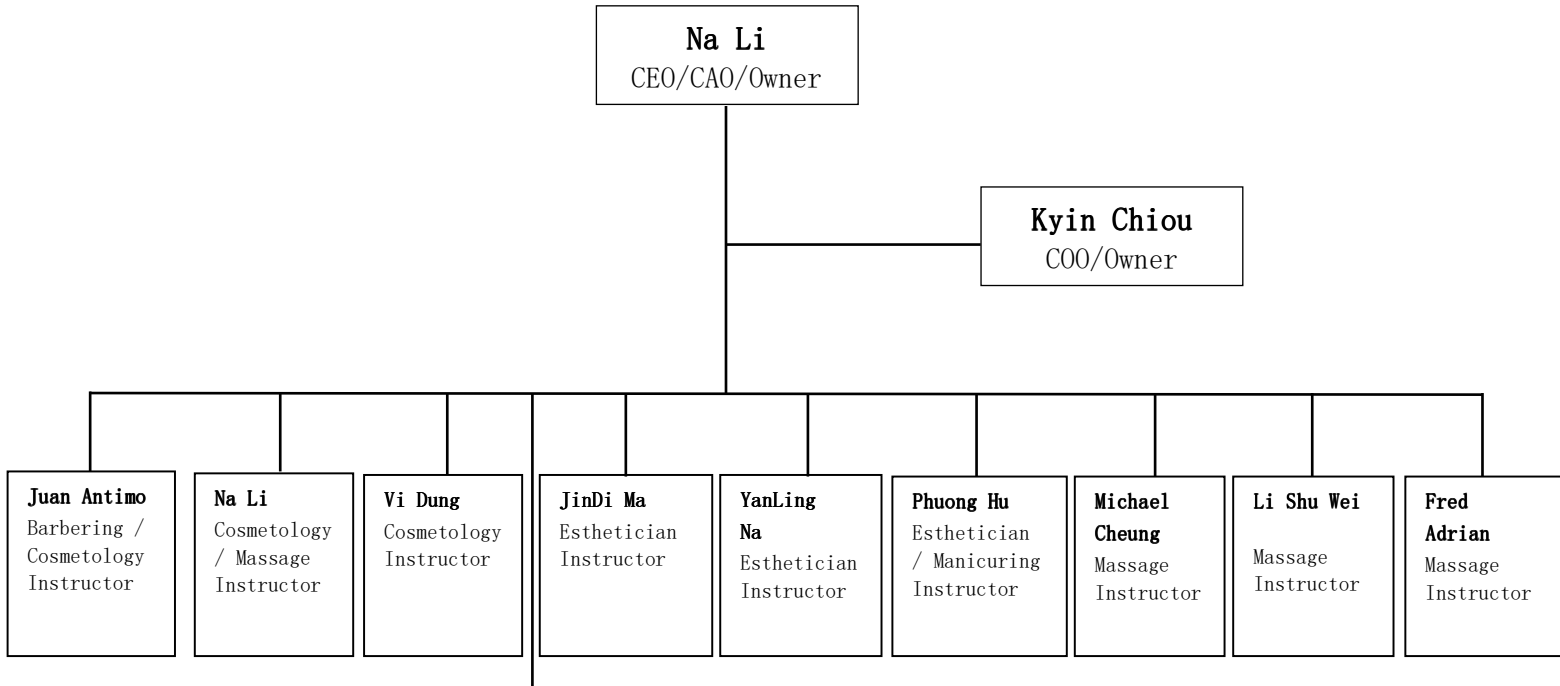 Na Li
CEO/CAO/Owner
Kyin Chiou
COO/Owner
Juan Antimo
Barbering /
Cosmetology
Instructor
Na Li
Cosmetology
/ Massage
Instructor
Vi Dung
Cosmetology
Instructor
JinDi Ma
Esthetician
Instructor
YanLing
Na
Esthetician
Instructor
Phuong Hu
Esthetician
/ Manicuring
Instructor
Michael
Cheung
Massage
Instructor
Li Shu Wei
Massage
Instructor
Fred
Adrian
Massage
Instructor